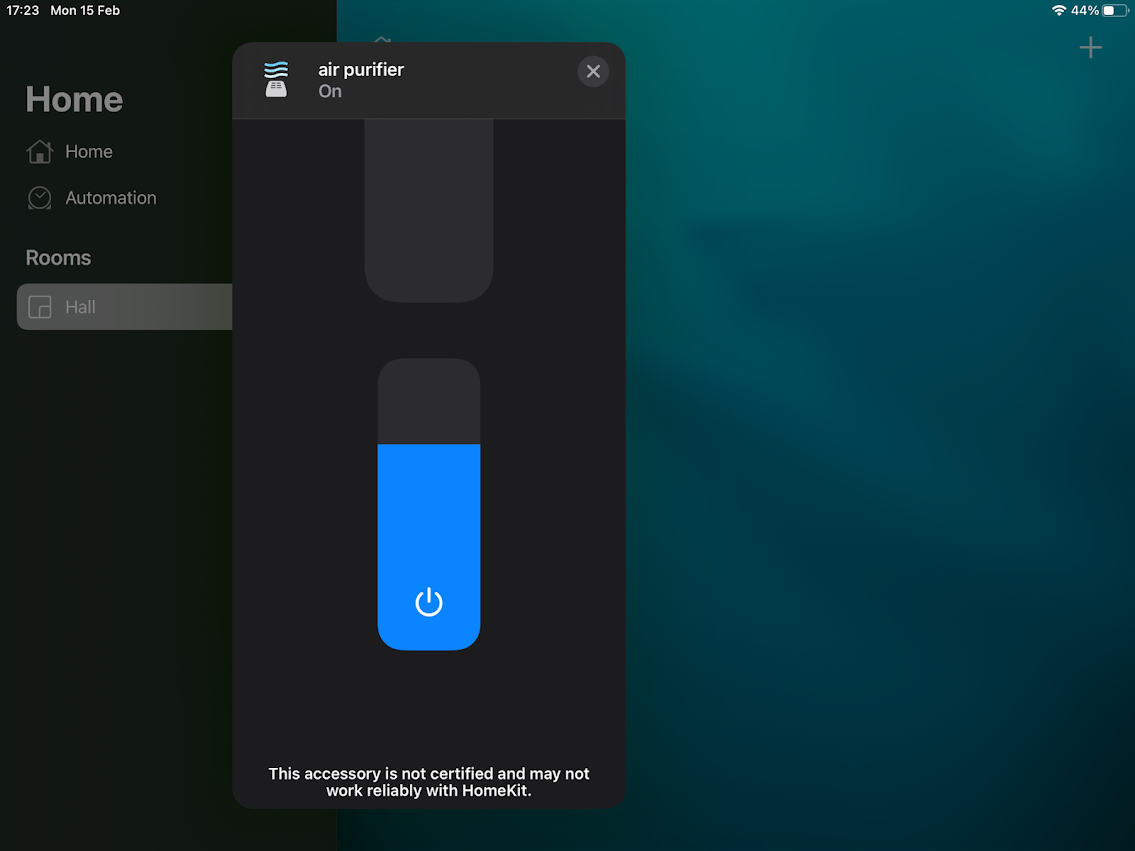 17:23 Mon 15 Feb
44%
Home
Home
Automation
Rooms
Hall
air purifier
On
This accessory is not certified and may not
work reliably with HomeKit.